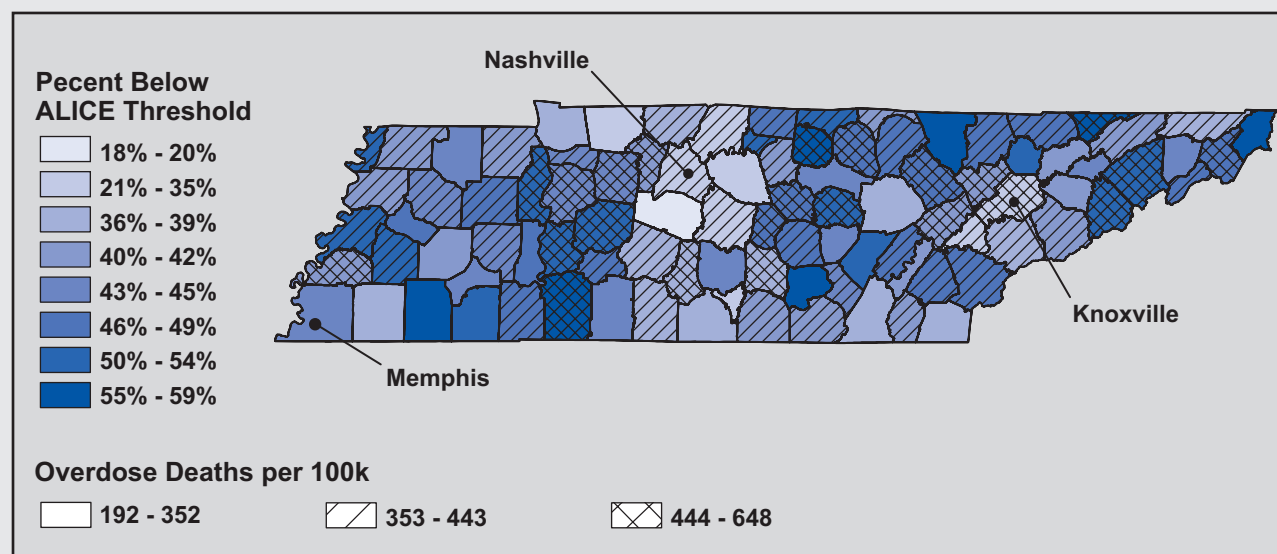 Nashville
Pecent Below
ALICE Threshold
18% - 20%
21% - 35%
36% - 39%
40% - 42%
43% - 45%
46% - 49%
50% - 54%
55% - 59%
Knoxville
Memphis
Overdose Deaths per 100k
192 - 352
353 - 443
444 - 648